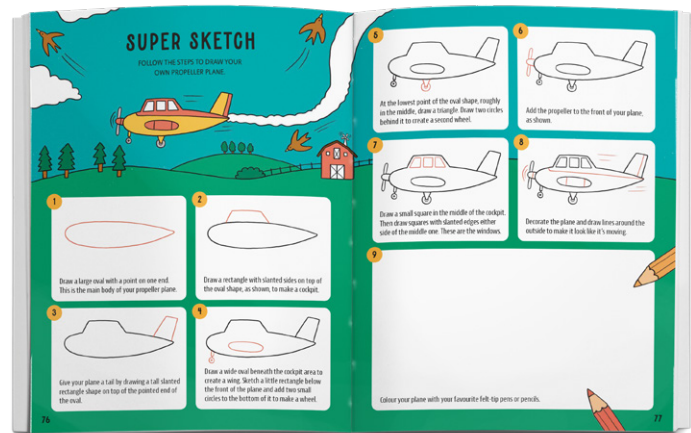 SUPER SKETCH
FOLLOW THE STEPS TO DRAW YOUR
OWN PROPELLER PLANE.
1
Draw a large oval with a point on one end.
This is the main body of your propeller plane.
2
Draw a rectangle with slanted sides on top of
the oval shape, as shown, to make a cockpit.
3
Give your plane a tail by drawing a tall slanted
rectangle shape on top of the pointed end of
the oval.
4
Draw a wide oval beneath the cockpit area to
create a wing. Sketch a little rectangle below
the front of the plane and add two small
circles to the bottom of it to make a wheel.
76
5
At the lowest point of the oval shape, roughly
in the middle, draw a triangle. Draw two circles
behind it to create a second wheel.
6
Add the propeller to the front of your plane,
as shown.
7
Draw a small square in the middle of the cockpit.
Then draw squares with slanted edges either
side of the middle one. These are the windows.
8
Decorate the plane and draw lines around the
outside to make it look like it's moving.
9
Colour your plane with your favourite felt-tip pens or pencils.
77